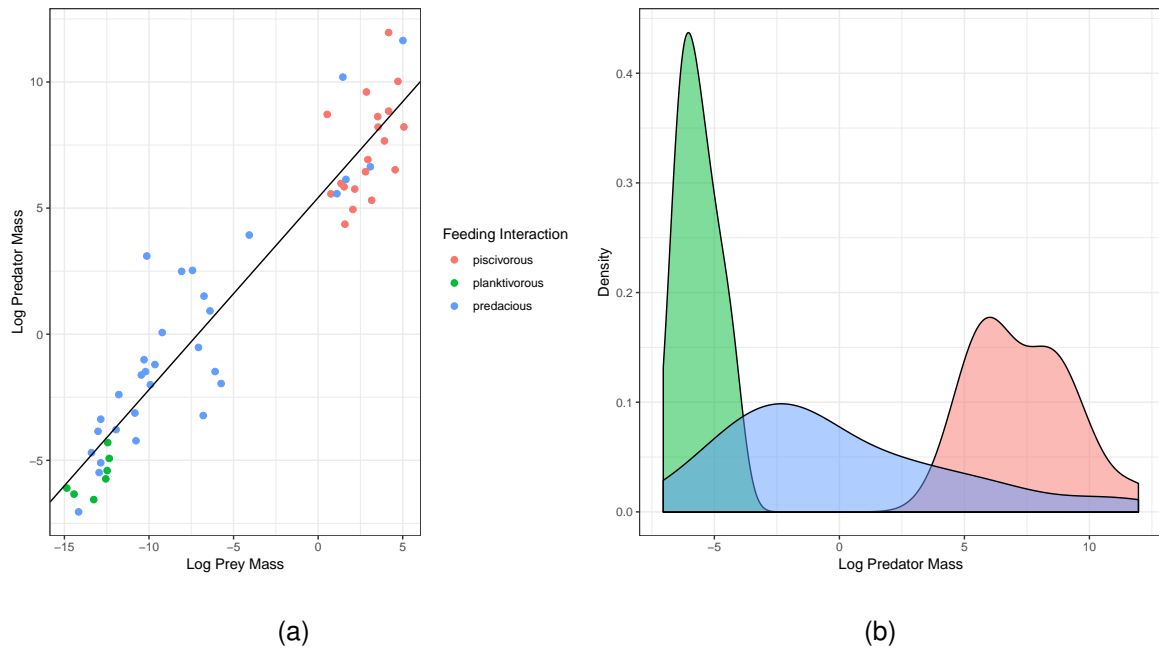 10
5
0
−5
−15
−10
−5
0
5
Log Prey Mass
Log Predator Mass
Feeding Interaction
piscivorous
planktivorous
predacious
0.4
0.3
0.2
0.1
0.0
−5
0
5
10
Log Predator Mass
Density
(a)
(b)